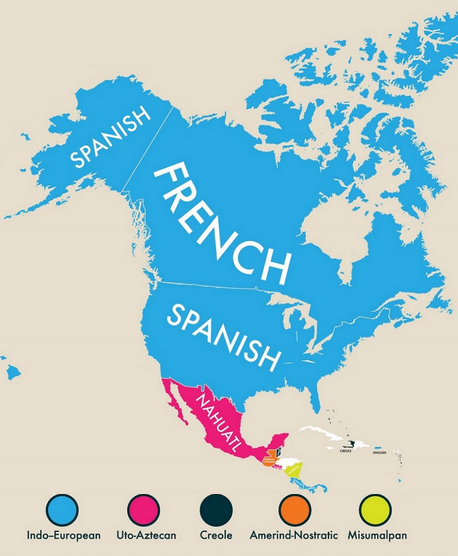 SPANISH
FRENCH
SPANISH
NAHUATL
CREOLE
ENGLISH
Indo–European
Uto-Aztecan
Creole
Amerind-Nostratic
Misumalpan